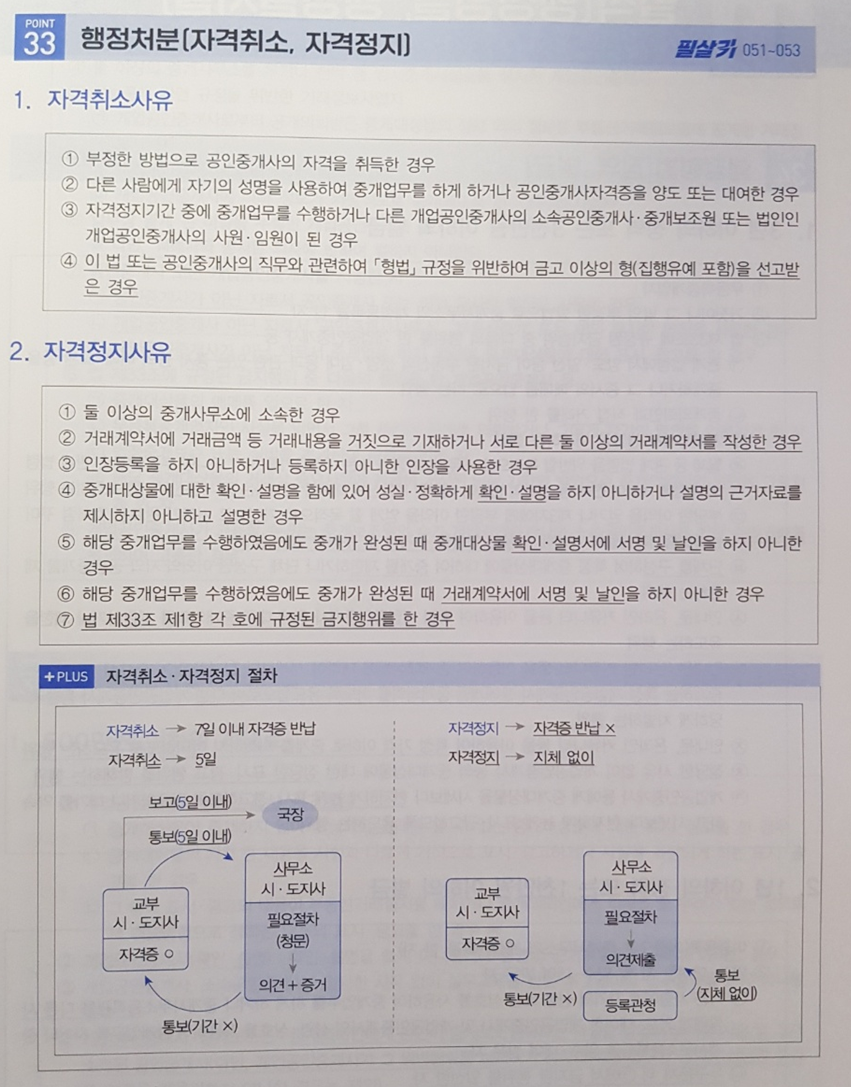 POINT
33 행정처분(자격취소, 자격정지) 필살키 051~053
1. 자격취소사유
① 부정한 방법으로 공인중개사의 자격을 취득한 경우
② 다른 사람에게 자기의 성명을 사용하여 중개업무를 하게 하거나 공인중개사자격증을 양도 또는 대여한 경우
③ 자격정지기간 중에 중개업무를 수행하거나 다른 개업공인중개사의 소속공인중개사·중개보조원 또는 법인인
개업공인중개사의 사원·임원이 된 경우
④ 이 법 또는 공인중개사의 직무와 관련하여 「형법」 규정을 위반하여 금고 이상의 형(집행유예 포함)을 선고받
은 경우
2. 자격정지사유
① 둘 이상의 중개사무소에 소속한 경우
② 거래계약서에 거래금액 등 거래내용을 거짓으로 기재하거나 서로 다른 둘 이상의 거래계약서를 작성한 경우
③ 인장등록을 하지 아니하거나 등록하지 아니한 인장을 사용한 경우
④ 중개대상물에 대한 확인·설명을 함에 있어 성실·정확하게 확인·설명을 하지 아니하거나 설명의 근거자료를
제시하지 아니하고 설명한 경우
⑤ 해당 중개업무를 수행하였음에도 중개가 완성된 때 중개대상물 확인·설명서에 서명 및 날인을 하지 아니한
경우
⑥ 해당 중개업무를 수행하였음에도 중개가 완성된 때 거래계약서에 서명 및 날인을 하지 아니한 경우
⑦ 법 제33조 제1항 각 호에 규정된 금지행위를 한 경우
+PLUS 자격취소·자격정지 절차
자격취소 → 7일 이내 자격증 반납
자격취소 → 5일
보고(5일 이내)
국장
통보(5일 이내)
교부
시·도지사
자격증 ○
사무소
시·도지사
필요절차
(청문)
↓
의견+증거
통보(기간 ×)
자격정지 → 자격증 반납 ×
자격정지 → 지체 없이
교부
시·도지사
자격증 ○
사무소
시·도지사
필요절차
↓
의견제출
통보(기간 ×)
등록관청
통보
(지체 없이)